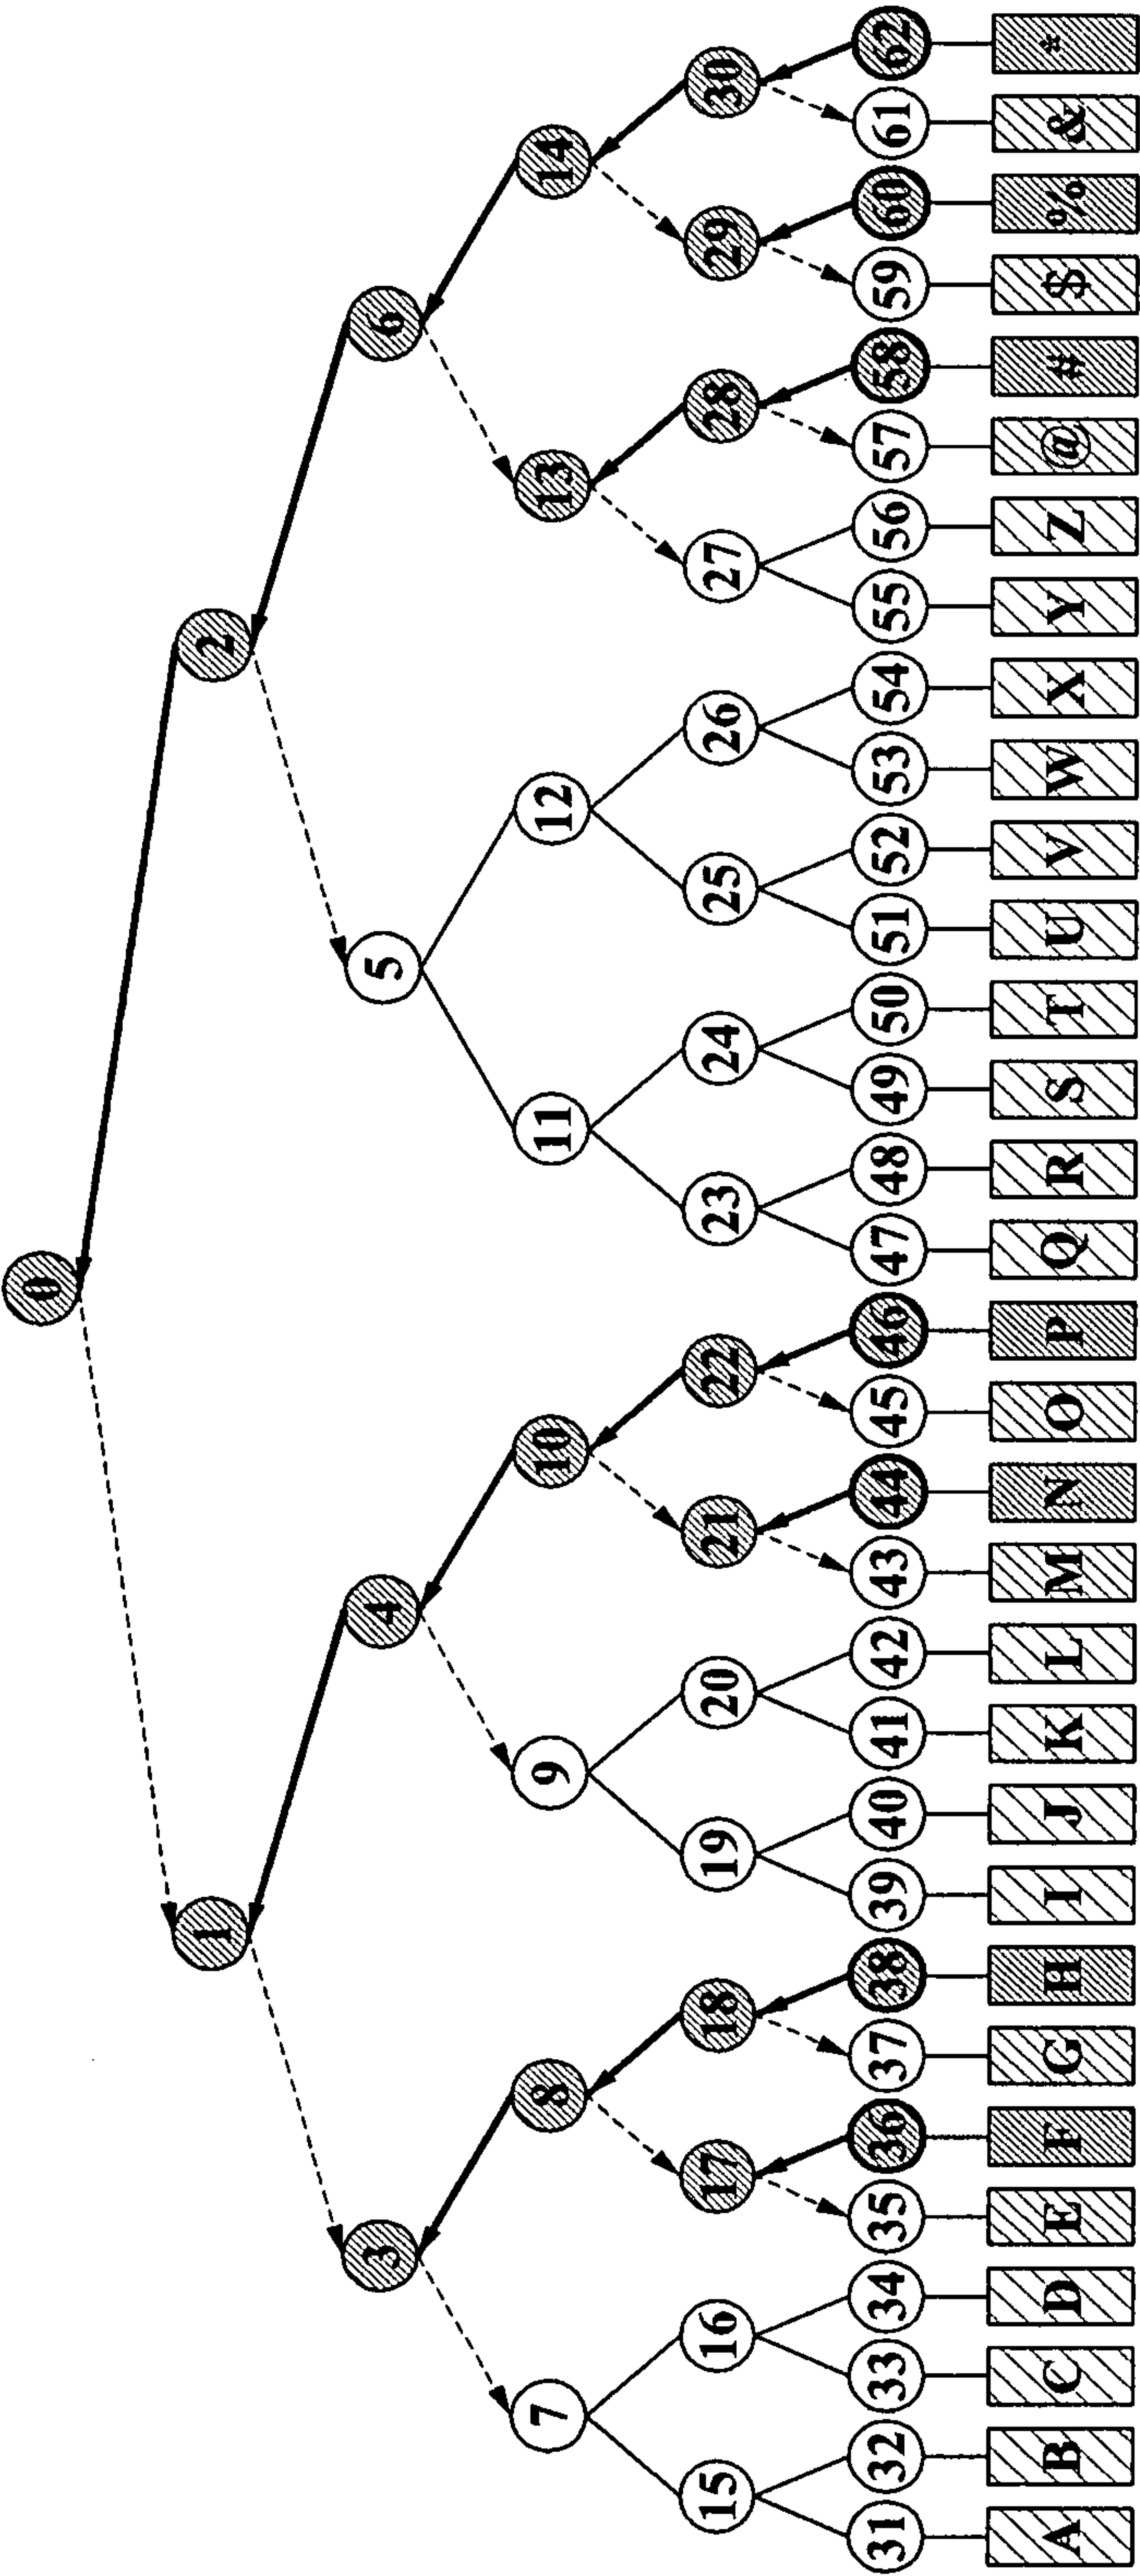 0
1 2
3 4 5 6
7 8 9 10 11 12 13 14
15 16 17 18 19 20 21 22 23 24 25 26 27 28 29 30
31 32 33 34 35 36 37 38 39 40 41 42 43 44 45 46 47 48 49 50 51 52 53 54 55 56 57 58 59 60 61 62
A B C D E F G H I J K L M N O P Q R S T U V W X Y Z @ # $ % & *